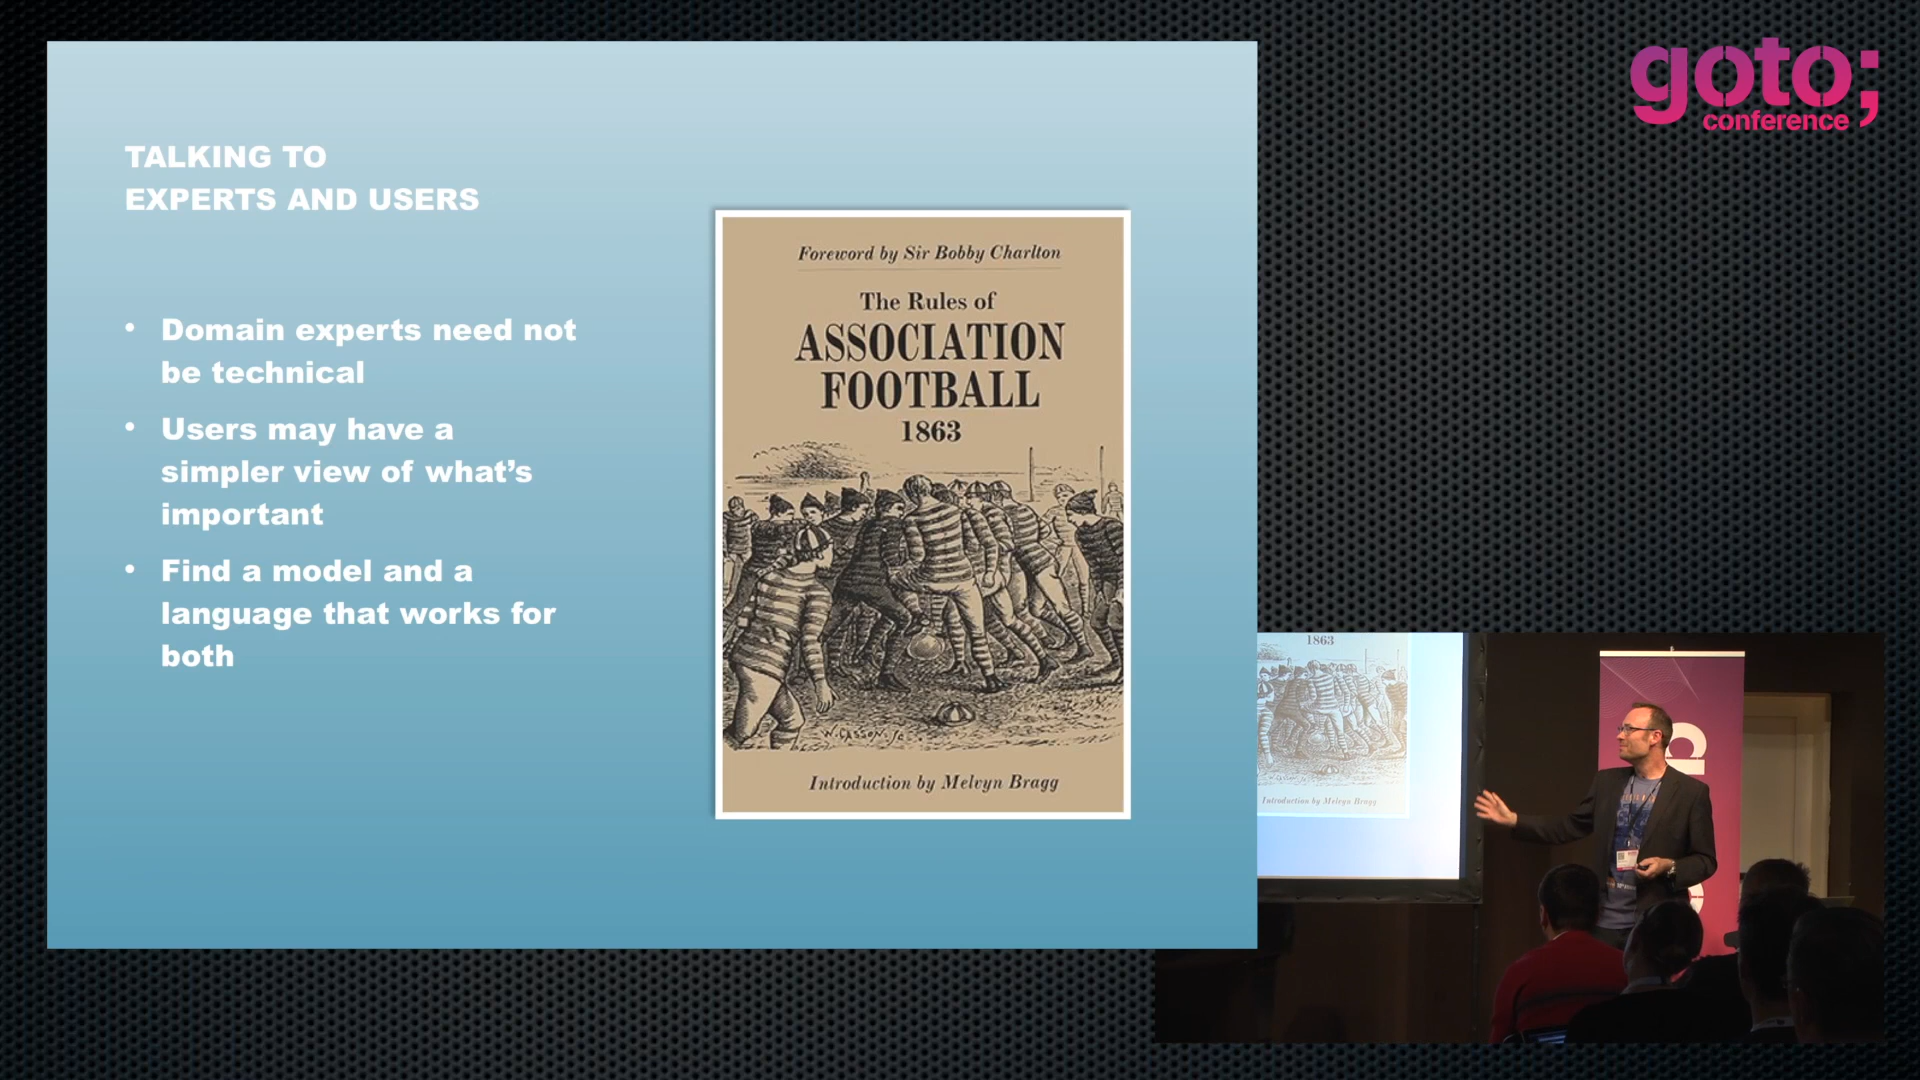 goto;
conference
TALKING TO
EXPERTS AND USERS
• Domain experts need not
be technical
• Users may have a
simpler view of what’s
important
• Find a model and a
language that works for
both
Foreword by Sir Bobby Charlton
The Rules of
ASSOCIATION
FOOTBALL
1863
W. CASSON. Sc.
Introduction by Melvyn Bragg
1863
Introduction by Melvyn Bragg